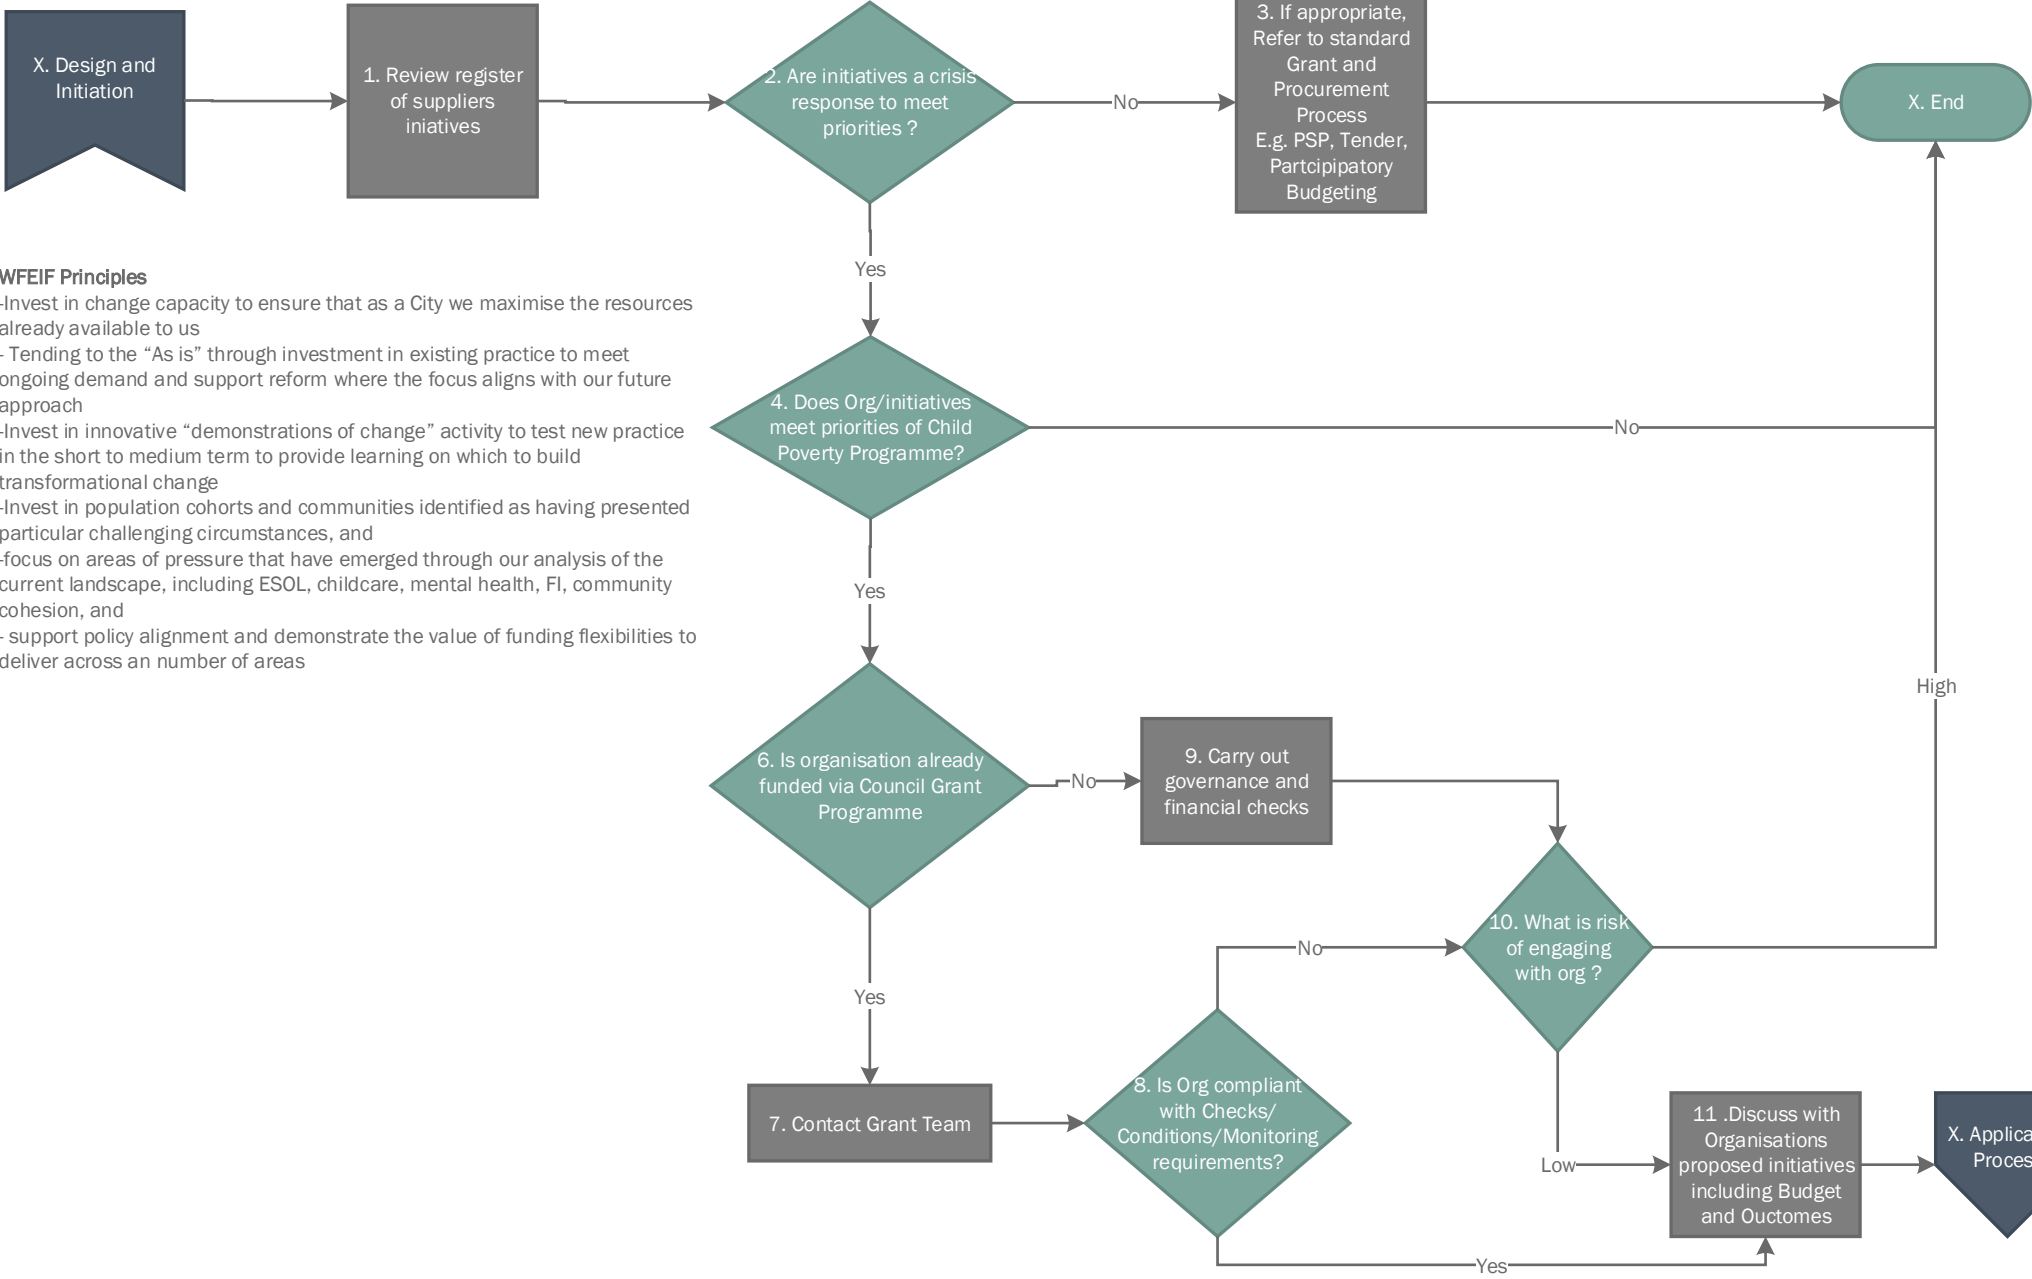 X. Design and
Initiation
1. Review register
of suppliers
iniatives
2. Are initiatives a crisis
response to meet
priorities ?
No
3. If appropriate,
Refer to standard
Grant and
Procurement
Process
E.g. PSP, Tender,
Partcipipatory
Budgeting
X. End
Yes
WFEIF Principles
-Invest in change capacity to ensure that as a City we maximise the resources
already available to us
- Tending to the “As is” through investment in existing practice to meet
ongoing demand and support reform where the focus aligns with our future
approach
-Invest in innovative “demonstrations of change” activity to test new practice
in the short to medium term to provide learning on which to build
transformational change
-Invest in population cohorts and communities identified as having presented
particular challenging circumstances, and
-focus on areas of pressure that have emerged through our analysis of the
current landscape, including ESOL, childcare, mental health, FI, community
cohesion, and
- support policy alignment and demonstrate the value of funding flexibilities to
deliver across an number of areas
4. Does Org/initiatives
meet priorities of Child
Poverty Programme?
No
Yes
High
6. Is organisation already
funded via Council Grant
Programme
No
9. Carry out
governance and
financial checks
10. What is risk
of engaging
with org ?
No
Yes
7. Contact Grant Team
8. Is Org compliant
with Checks/
Conditions/Monitoring
requirements?
Low
11 .Discuss with
Organisations
proposed initiatives
including Budget
and Ouctomes
X.
Yes